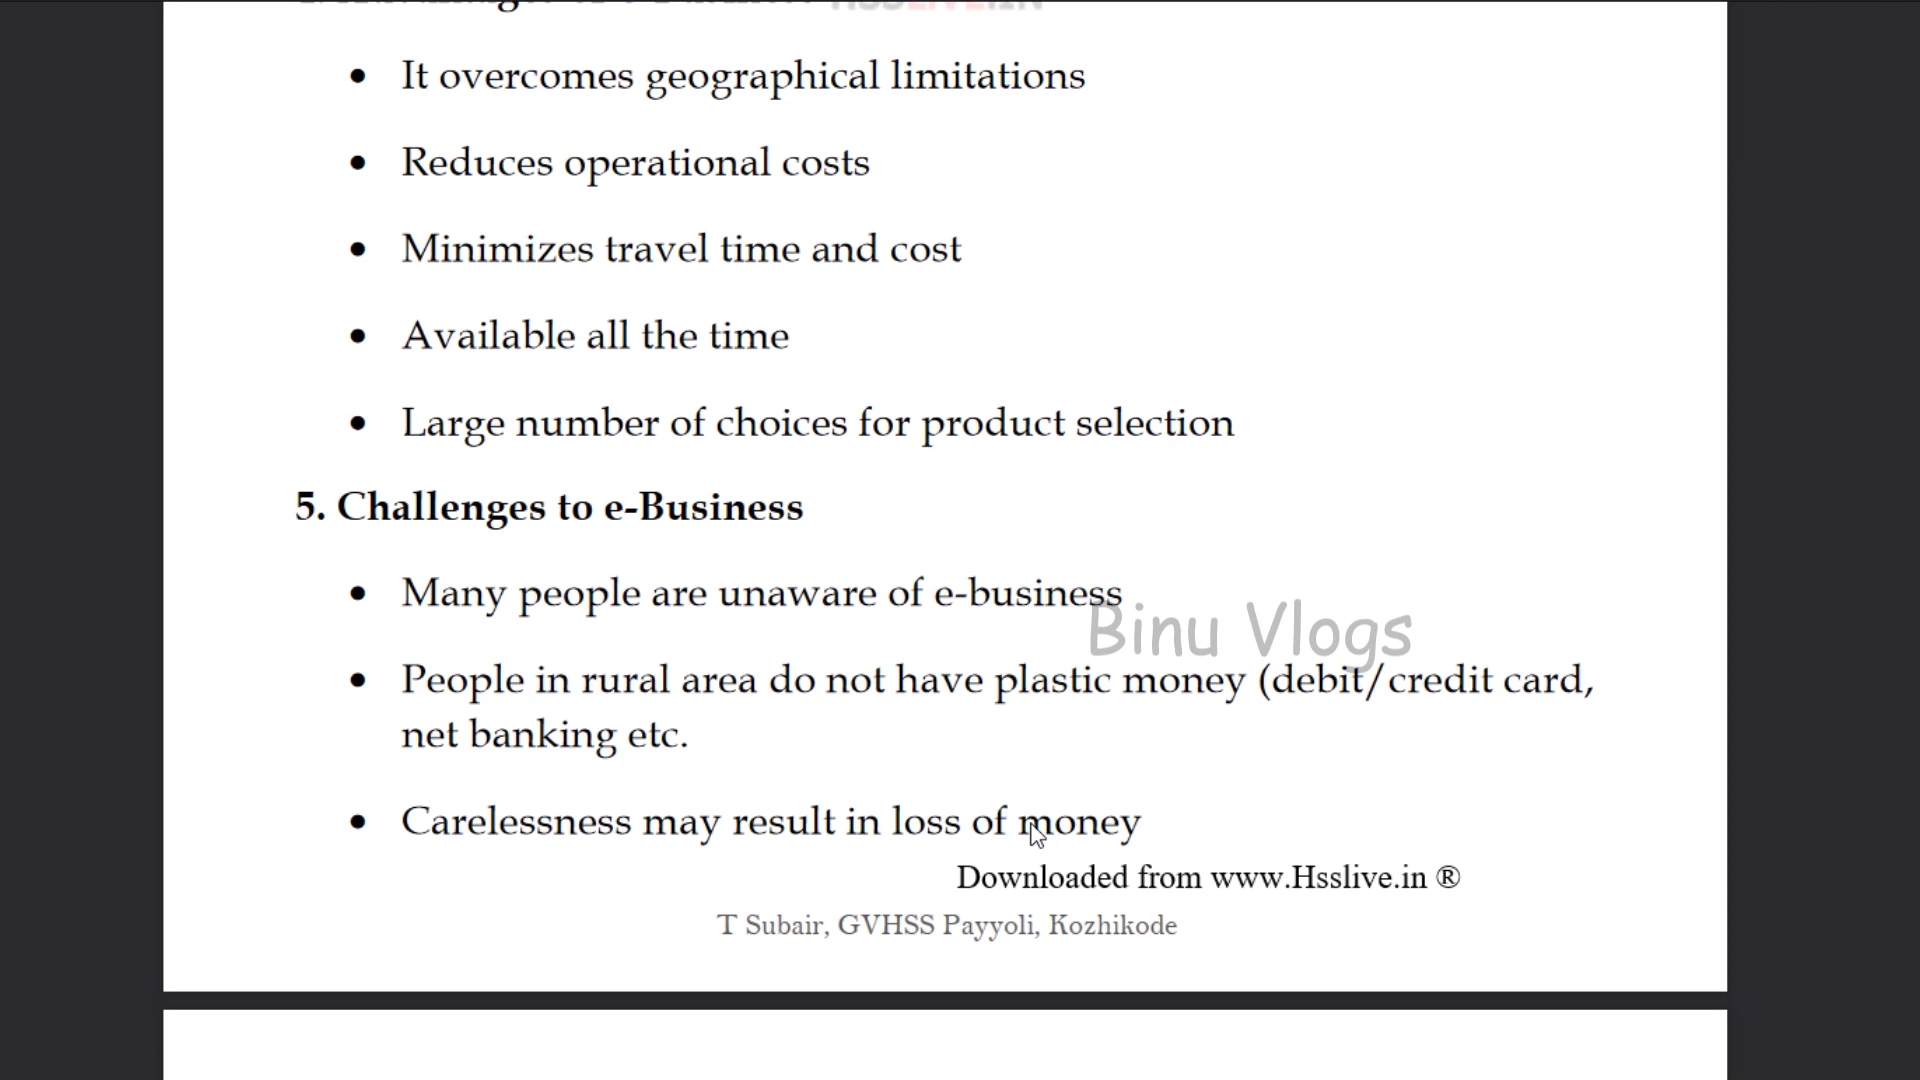 • It overcomes geographical limitations
• Reduces operational costs
• Minimizes travel time and cost
• Available all the time
• Large number of choices for product selection
5. Challenges to e-Business
• Many people are unaware of e-business
Binu Vlogs
• People in rural area do not have plastic money (debit/credit card,
net banking etc.
• Carelessness may result in loss of money
Downloaded from www.Hsslive.in ®
T Subair, GVHSS Payyoli, Kozhikode